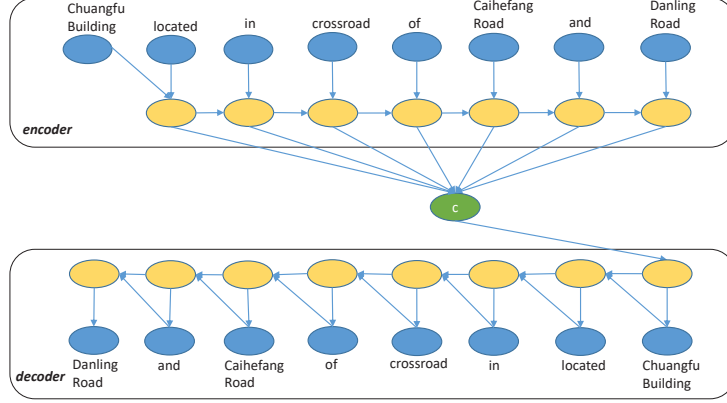 Chuangfu
Building
located
in
crossroad
of
Caihefang
Road
and
Danling
Road
encoder
C
Danling
Road
and
Caihefang
Road
of
crossroad
in
located
Chuangfu
Building
decoder